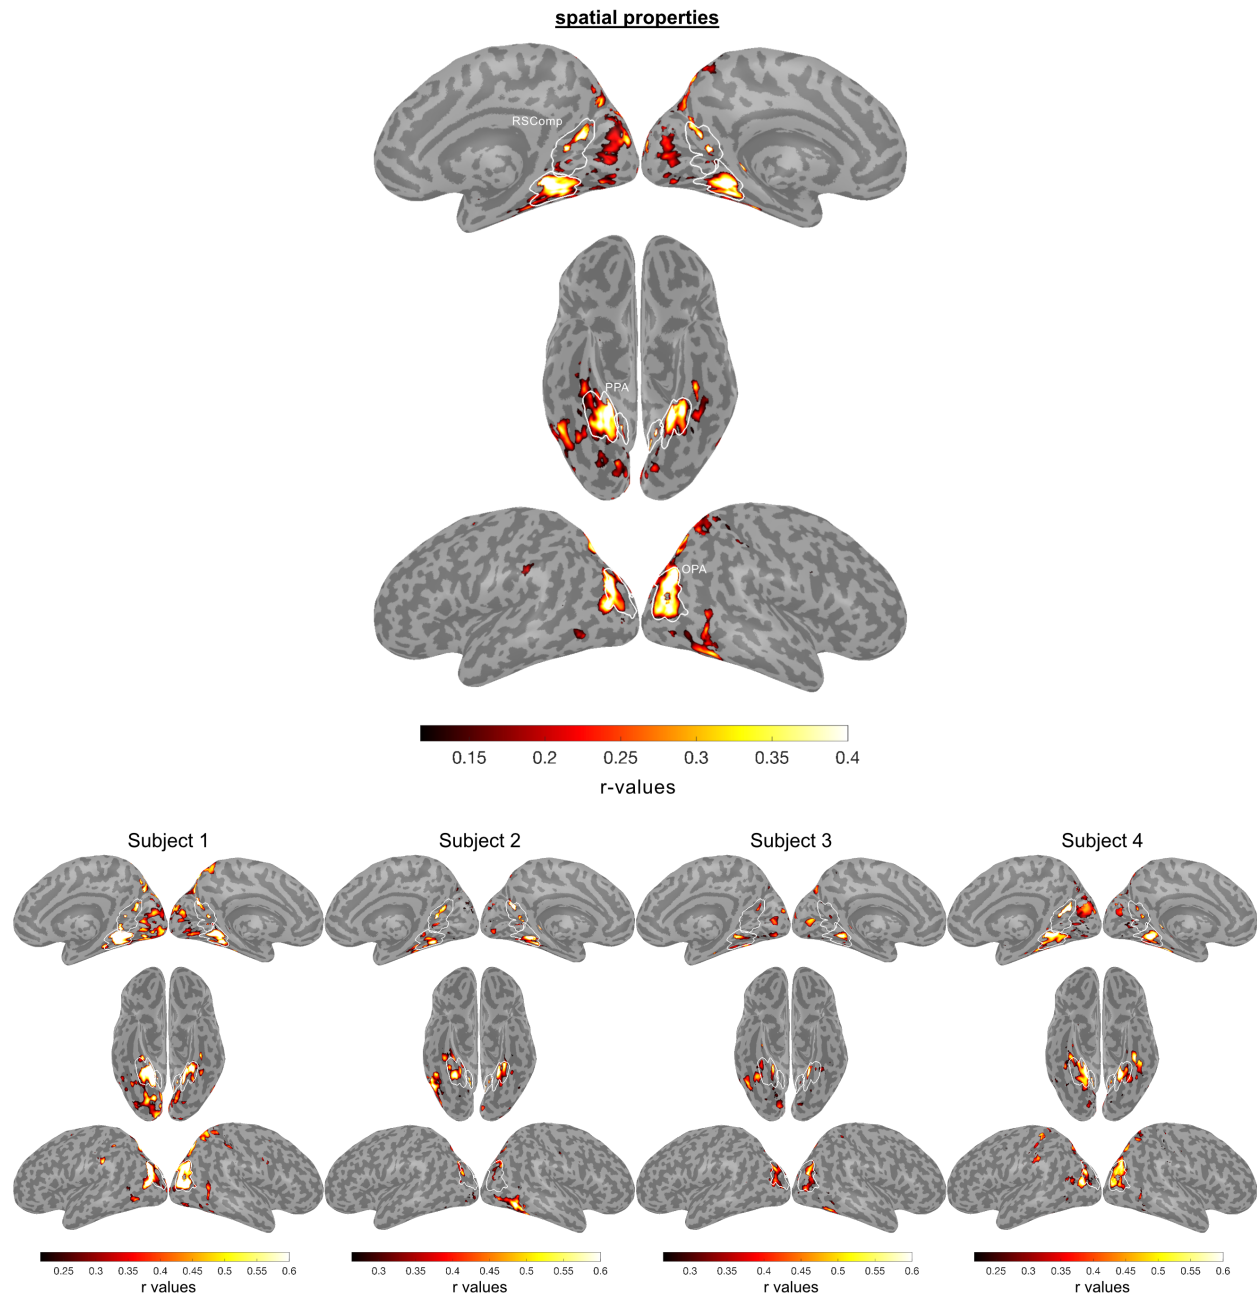 spatial properties
RSComp
PPA
OPA
0.15 0.2 0.25 0.3 0.35 0.4
r-values
Subject 1 Subject 2 Subject 3 Subject 4
0.25 0.3 0.35 0.4 0.45 0.5 0.55 0.6 0.3 0.35 0.4 0.45 0.5 0.55 0.6 0.3 0.35 0.4 0.45 0.5 0.55 0.6 0.25 0.3 0.35 0.4 0.45 0.5 0.55 0.6
r values r values r values r values